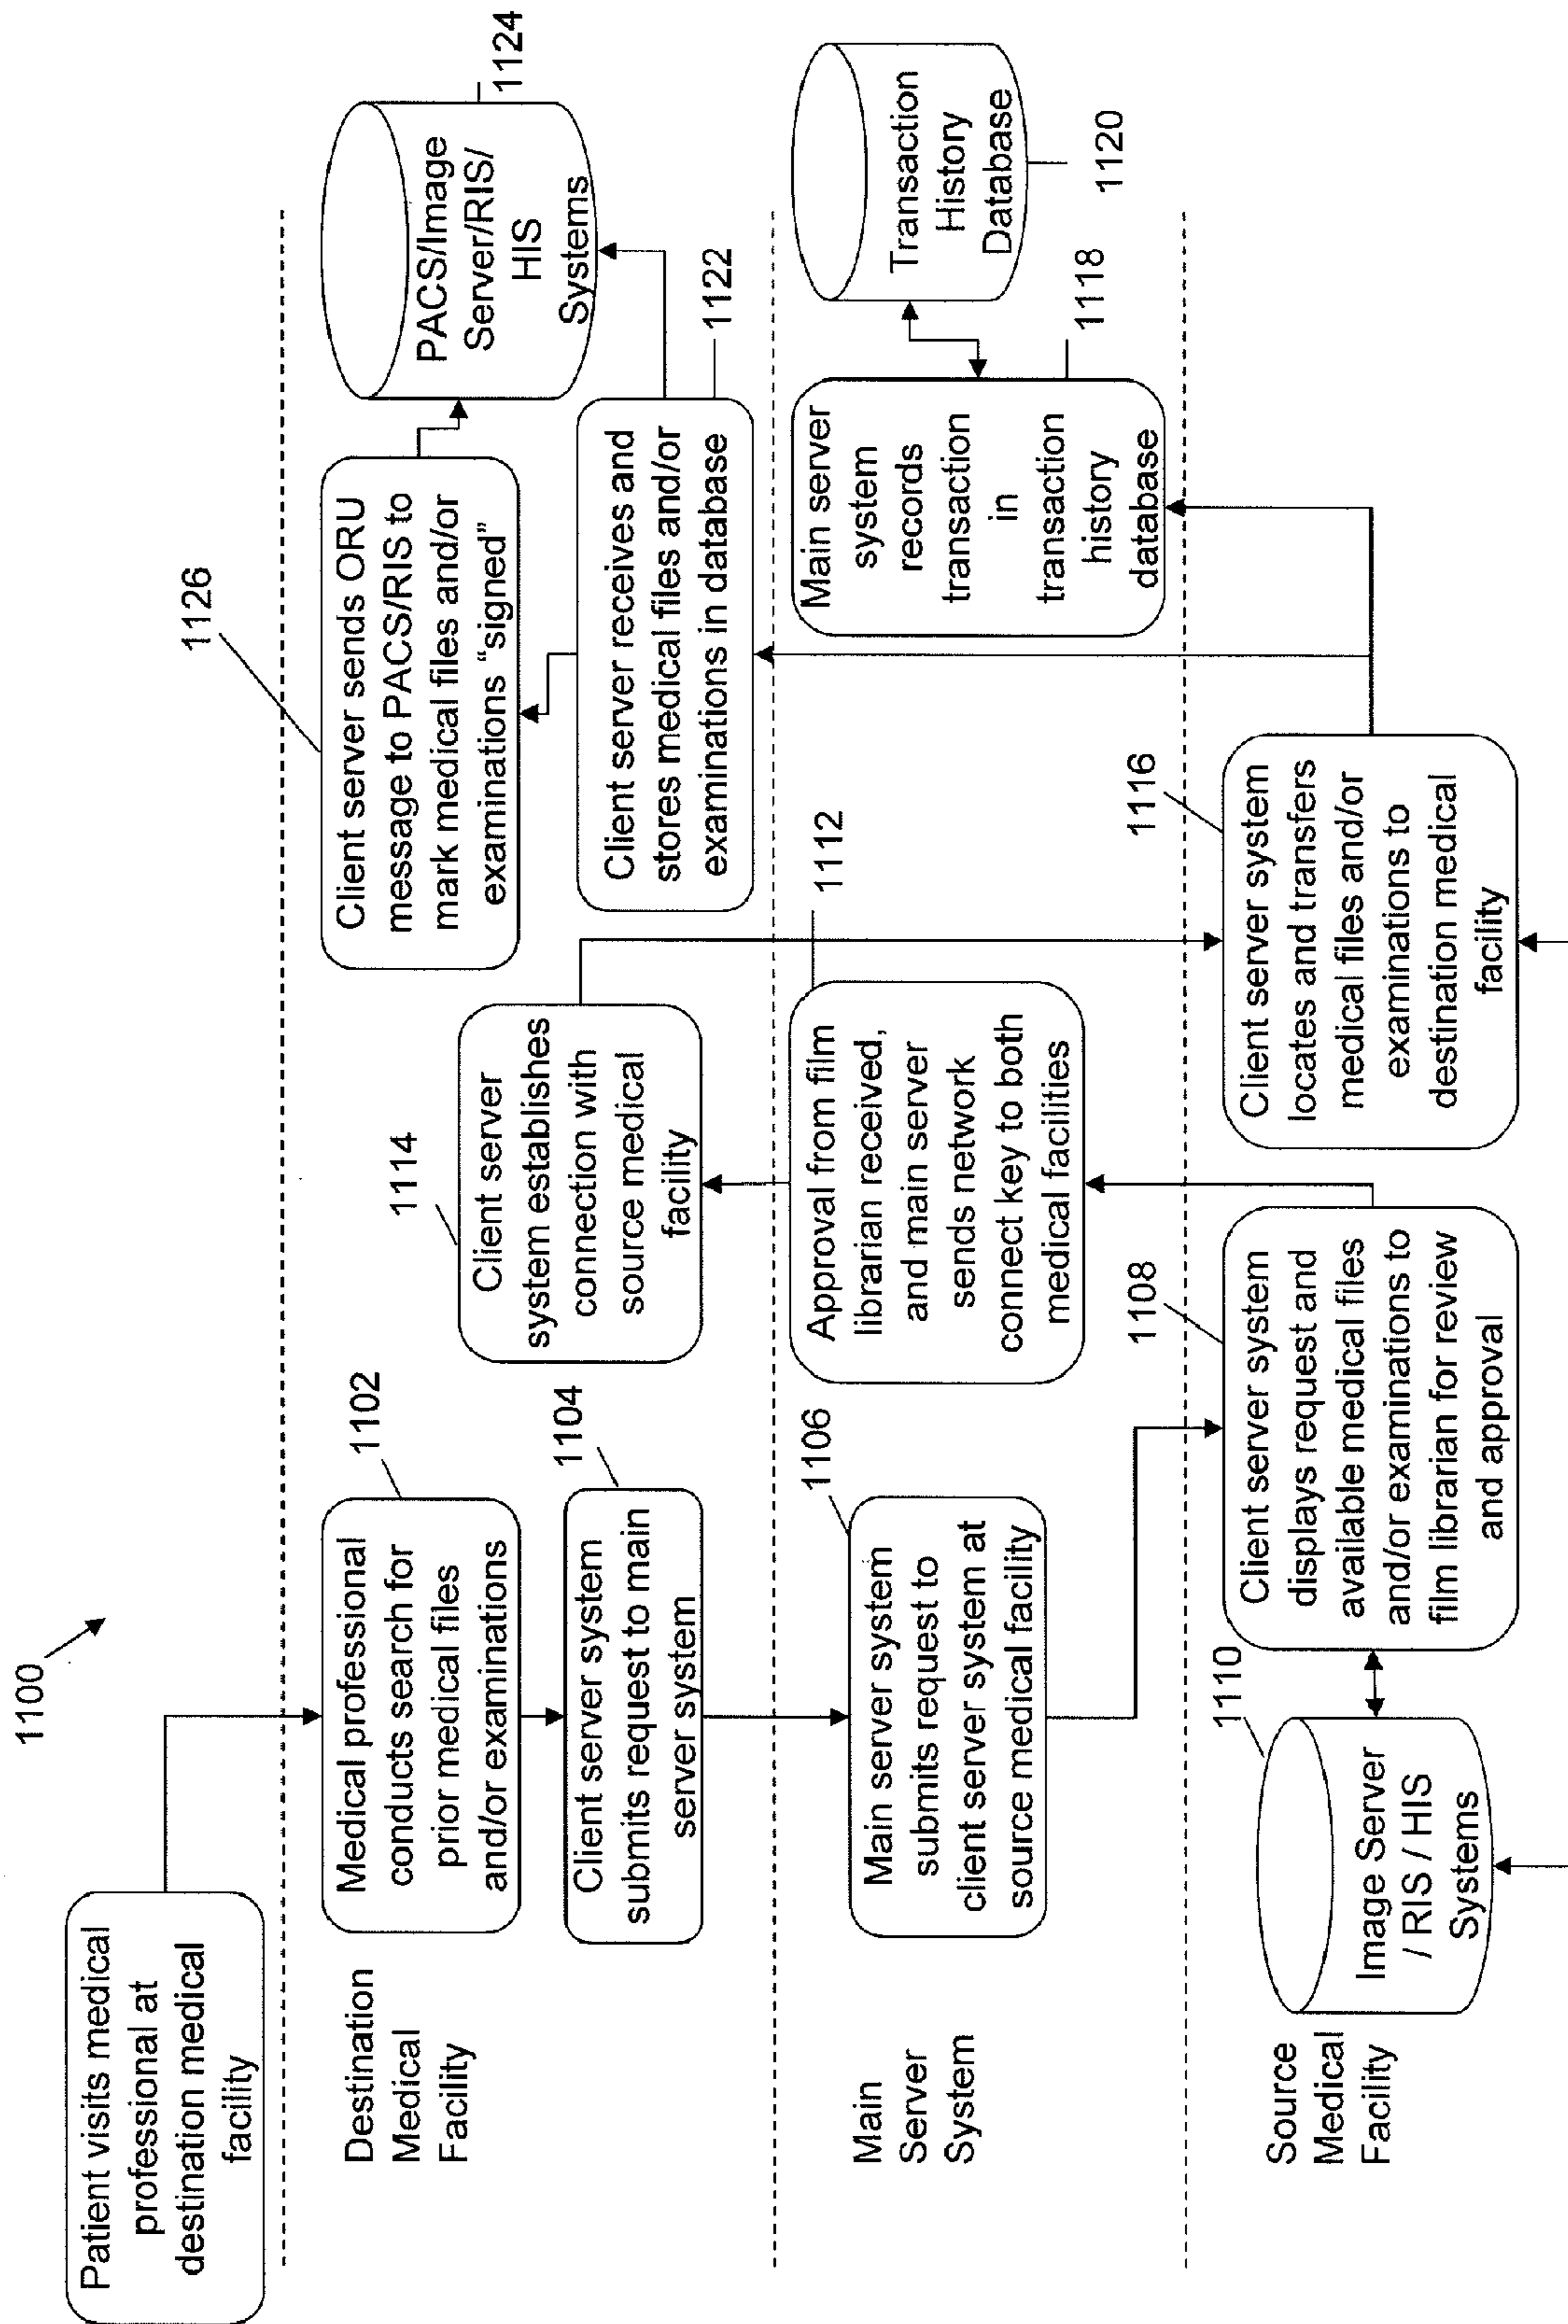 1100
Patient visits medical
professional at
destination medical
facility
Destination
Medical
Facility
1102
Medical professional
conducts search for
prior medical files
and/or examinations
1104
Client server system
submits request to main
server system
1114
Client server
system establishes
connection with
source medical
facility
1126
Client server sends ORU
message to PACS/RIS to
mark medical files and/or
examinations “signed”
Client server receives and
stores medical files and/or
examinations in database
1122
PACS/Image
Server/RIS/
HIS
Systems
1124
Main
Server
System
1106
Main server system
submits request to
client server system at
source medical facility
1112
Approval from film
librarian received,
and main server
sends network
connect key to both
medical facilities
Main server
system
records
transaction
in
transaction
history
database
1118
Transaction
History
Database
1120
Source
Medical
Facility
1110
Image Server
/ RIS / HIS
Systems
1108
Client server system
displays request and
available medical files
and/or examinations to
film librarian for review
and approval
1116
Client server system
locates and transfers
medical files and/or
examinations to
destination medical
facility